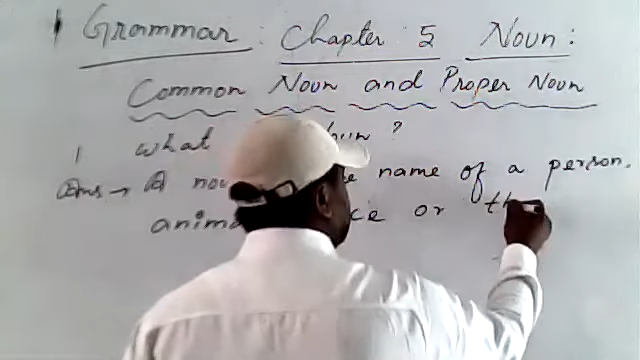 Grammar : Chapter 5 Noun :
Common Noun and Proper Noun
1 what oun ?
Ans → A nou name of a person.
anima ce or th